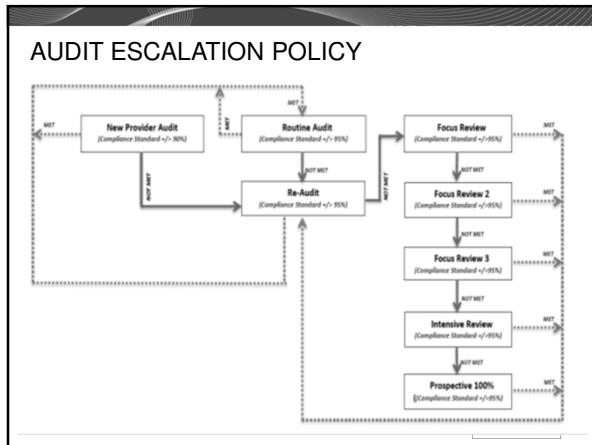 AUDIT ESCALATION POLICY
MET
MET
MET
New Provider Audit
(Compliance Standard +/> 90%)
Routine Audit
(Compliance Standard +/> 95%)
Focus Review
(Compliance Standard +/>95%)
MET
NOT MET
NOT MET
NOT MET
NOT MET
Re-Audit
(Compliance Standard +/> 95%)
Focus Review 2
(Compliance Standard +/>95%)
MET
NOT MET
Focus Review 3
(Compliance Standard +/>95%)
MET
NOT MET
Intensive Review
(Compliance Standard +/>95%)
MET
NOT MET
Prospective 100%
(Compliance Standard +/>95%)
MET